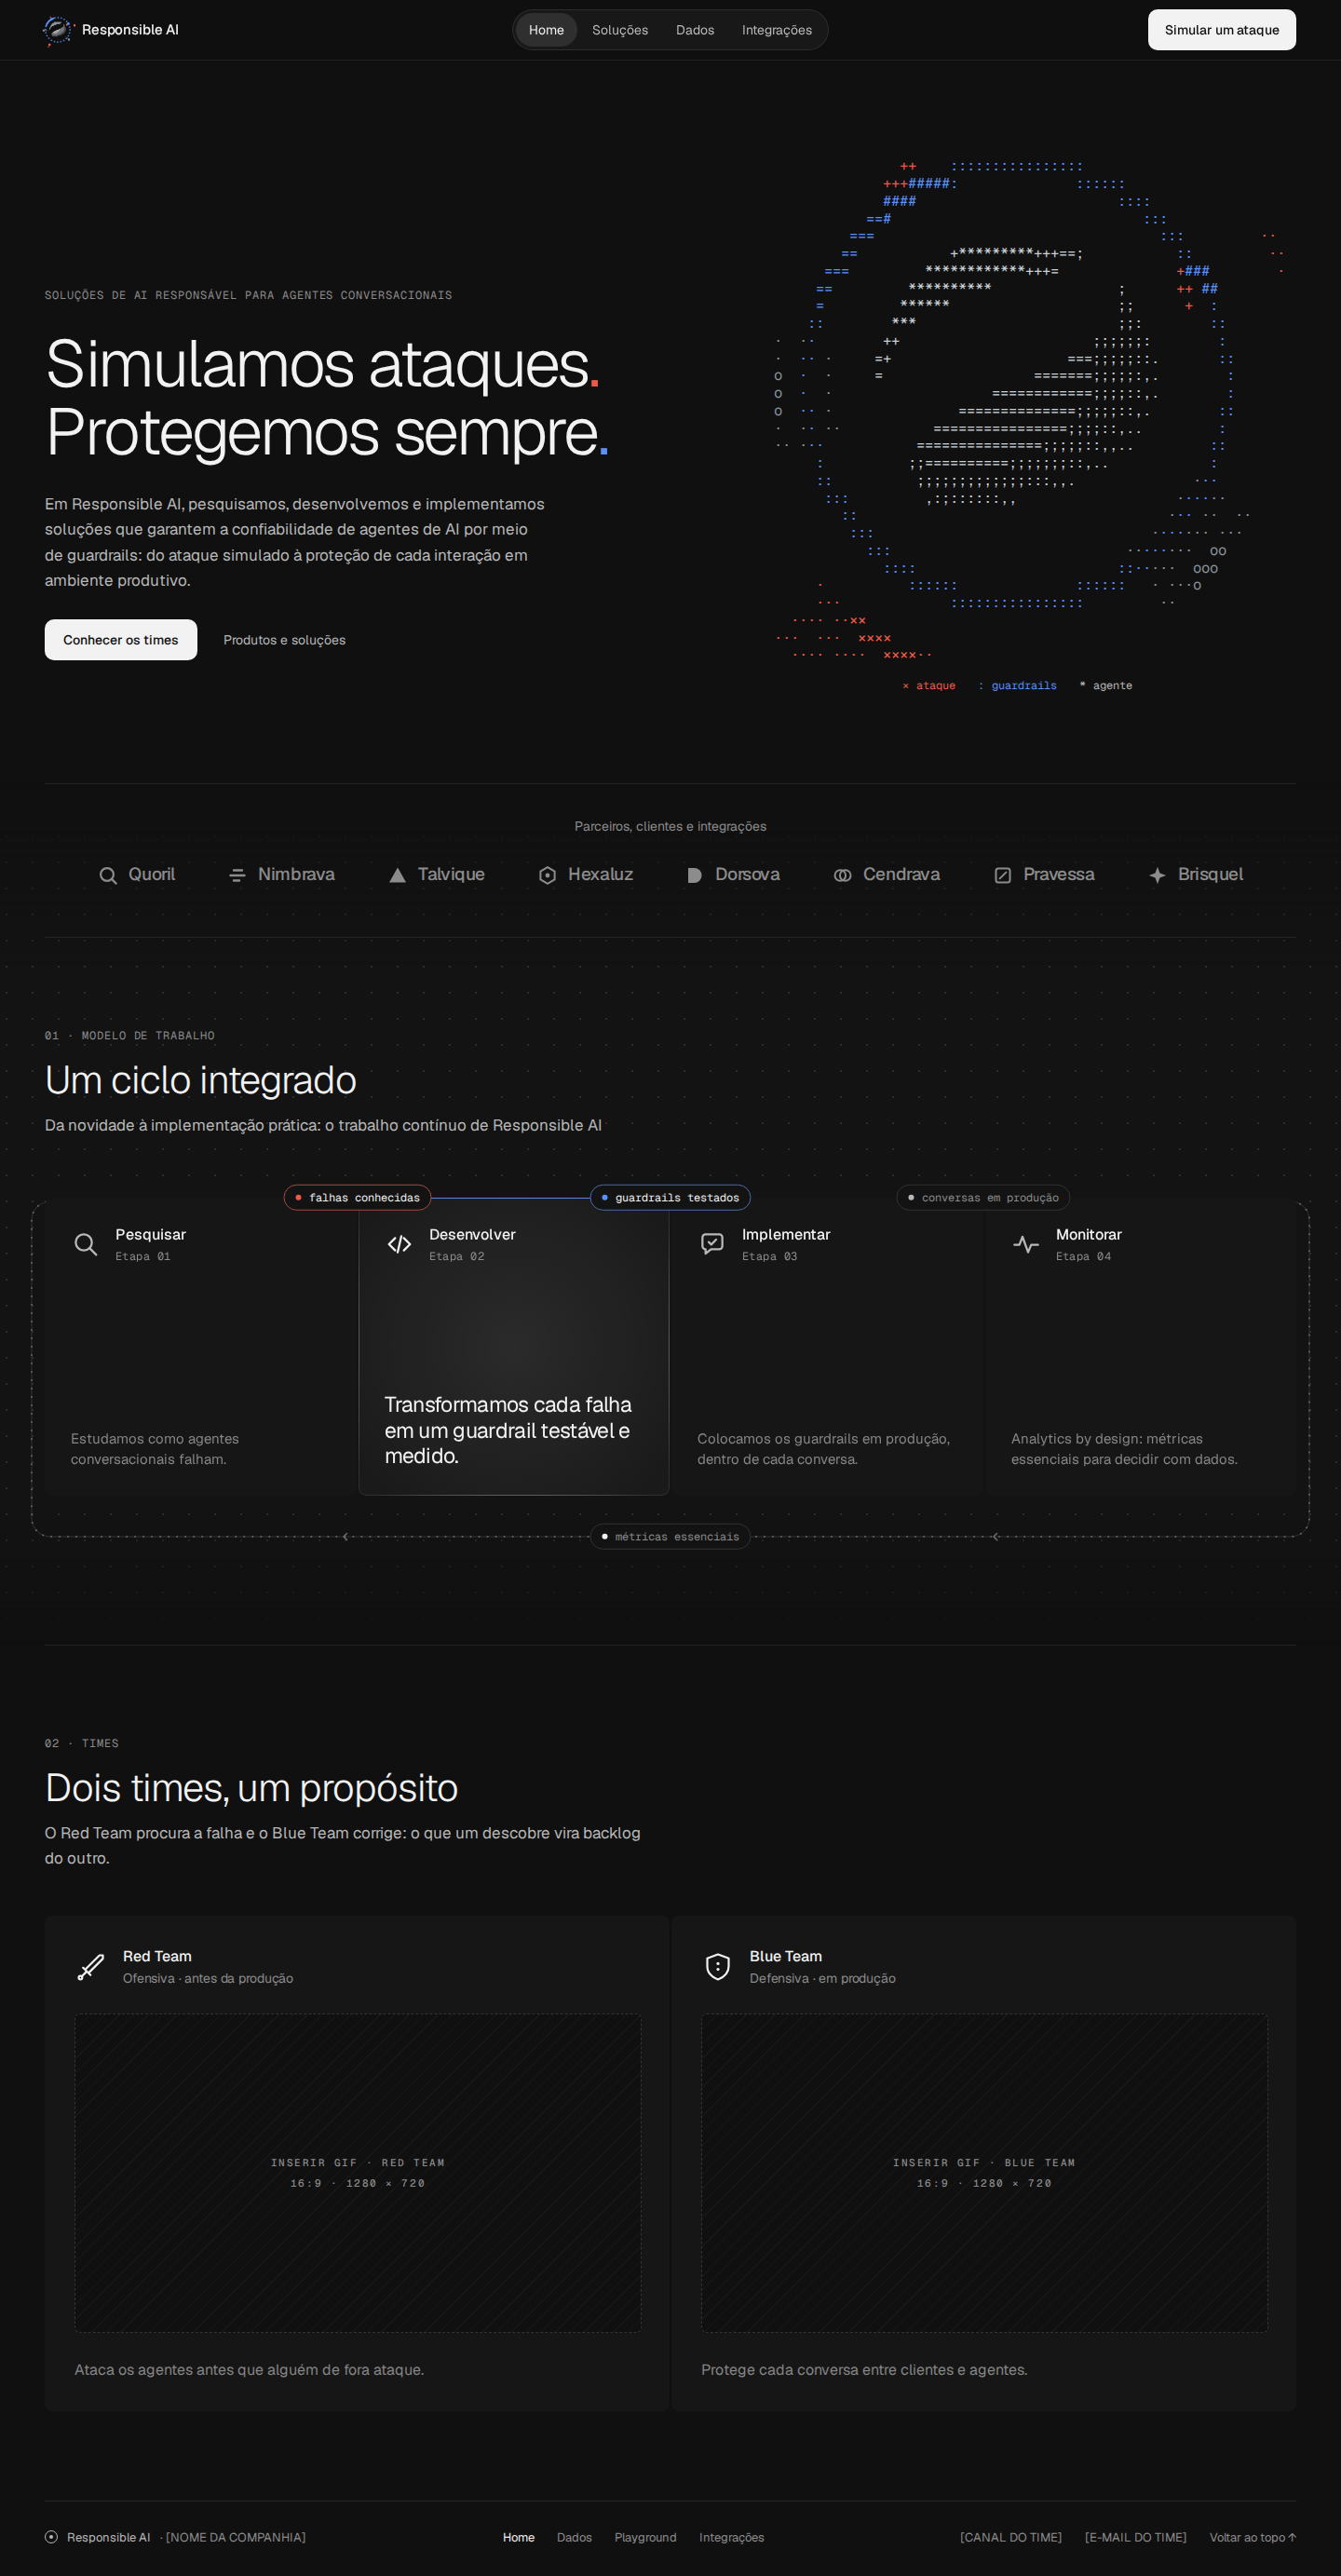 Responsible AI
Home
Soluções
Dados
Integrações
Simular um ataque
SOLUÇÕES DE AI RESPONSÁVEL PARA AGENTES CONVERSACIONAIS
Simulamos ataques.
Protegemos sempre.
Em Responsible AI, pesquisamos, desenvolvemos e implementamos
soluções que garantem a confiabilidade de agentes de AI por meio
de guardrails: do ataque simulado à proteção de cada interação em
ambiente produtivo.
Conhecer os times
Produtos e soluções
× ataque : guardrails * agente
Parceiros, clientes e integrações
Quoril
Nimbrava
Talvique
Hexaluz
Dorsova
Cendrava
Pravessa
Brisquel
01 · MODELO DE TRABALHO
Um ciclo integrado
Da novidade à implementação prática: o trabalho contínuo de Responsible AI
falhas conhecidas
guardrails testados
conversas em produção
Pesquisar
Etapa 01
Estudamos como agentes
conversacionais falham.
Desenvolver
Etapa 02
Transformamos cada falha
em um guardrail testável e
medido.
Implementar
Etapa 03
Colocamos os guardrails em produção,
dentro de cada conversa.
Monitorar
Etapa 04
Analytics by design: métricas
essenciais para decidir com dados.
métricas essenciais
02 · TIMES
Dois times, um propósito
O Red Team procura a falha e o Blue Team corrige: o que um descobre vira backlog
do outro.
Red Team
Ofensiva · antes da produção
INSERIR GIF · RED TEAM
16:9 · 1280 × 720
Ataca os agentes antes que alguém de fora ataque.
Blue Team
Defensiva · em produção
INSERIR GIF · BLUE TEAM
16:9 · 1280 × 720
Protege cada conversa entre clientes e agentes.
Responsible AI · [NOME DA COMPANHIA]
Home
Dados
Playground
Integrações
[CANAL DO TIME]
[E-MAIL DO TIME]
Voltar ao topo ↑